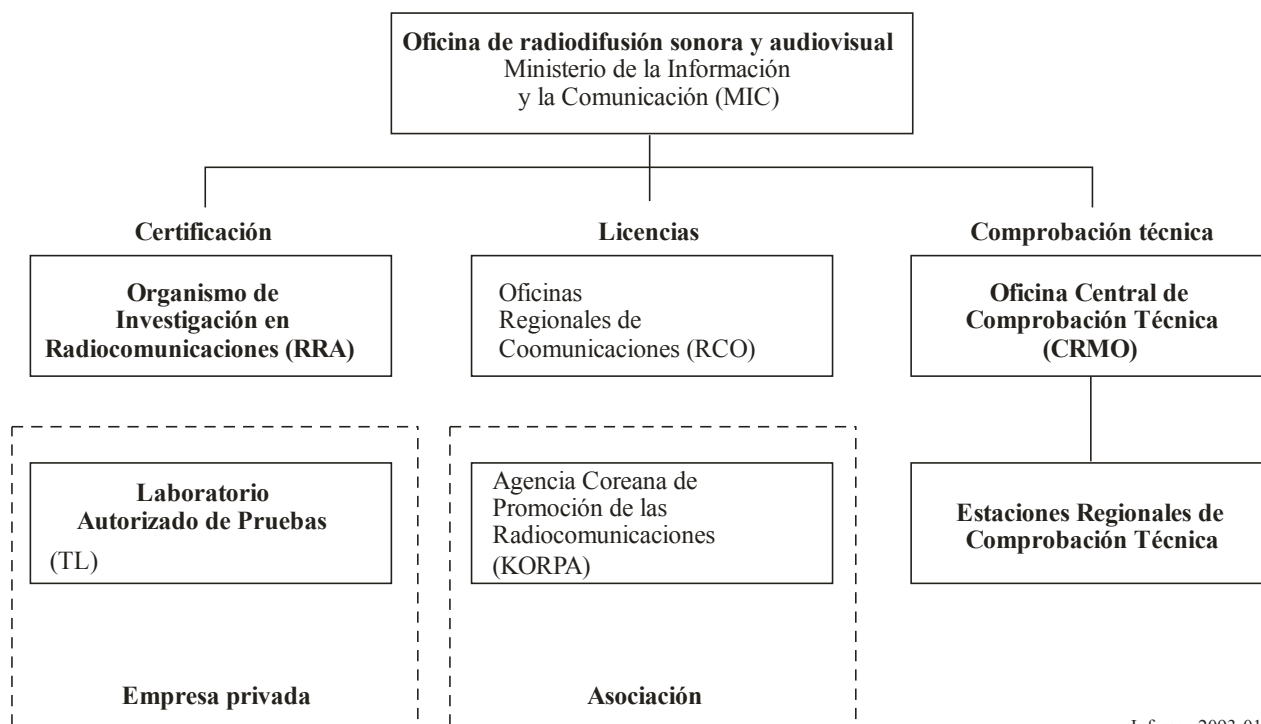 Oficina de radiodifusión sonora y audiovisual
Ministerio de la Información
y la Comunicación (MIC)
Certificación
Organismo de
Investigación en
Radiocomunicaciones (RRA)
Licencias
Oficinas
Regionales de
Coomunicaciones (RCO)
Comprobación técnica
Oficina Central de
Comprobación Técnica
(CRMO)
Laboratorio
Autorizado de Pruebas
(TL)
Empresa privada
Agencia Coreana de
Promoción de las
Radiocomunicaciones
(KORPA)
Asociación
Estaciones Regionales de
Comprobación Técnica